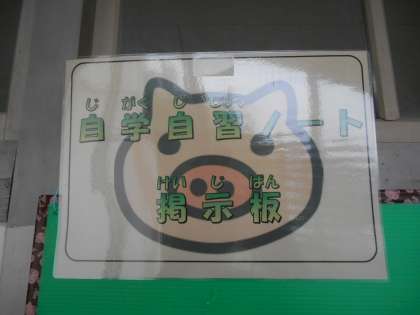 じ がく じ しゅう
自学自習ノート
けい じ ばん
掲示板